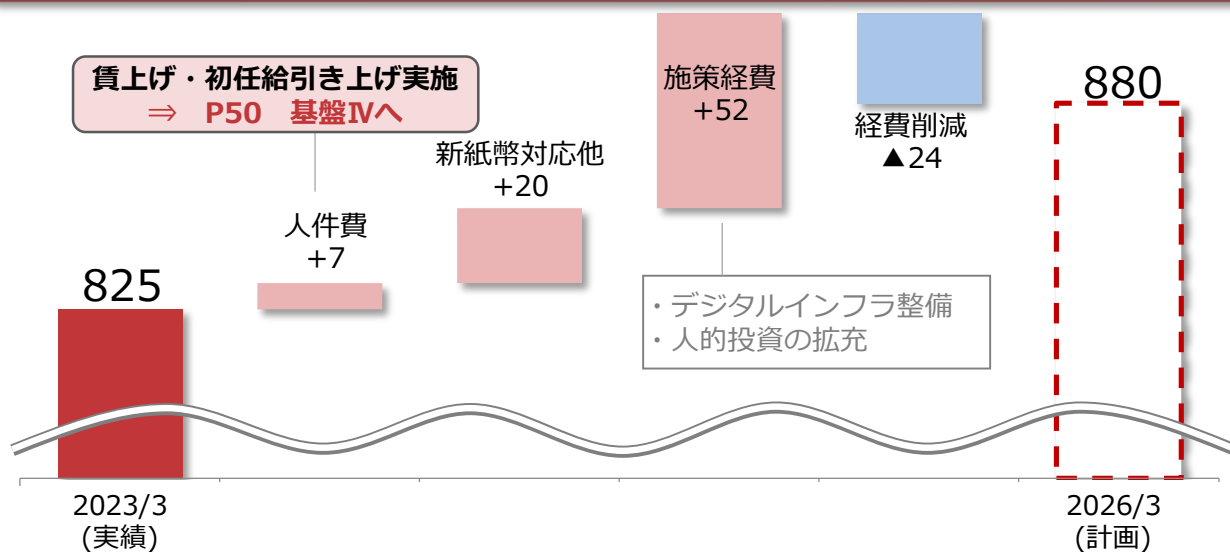 賃上げ・初任給引き上げ実施
⇒ P50 基盤Ⅳへ
施策経費
+52
880
経費削減
▲24
新紙幣対応他
+20
人件費
+7
825
・デジタルインフラ整備
・人的投資の拡充
2023/3
(実績)
2026/3
(計画)